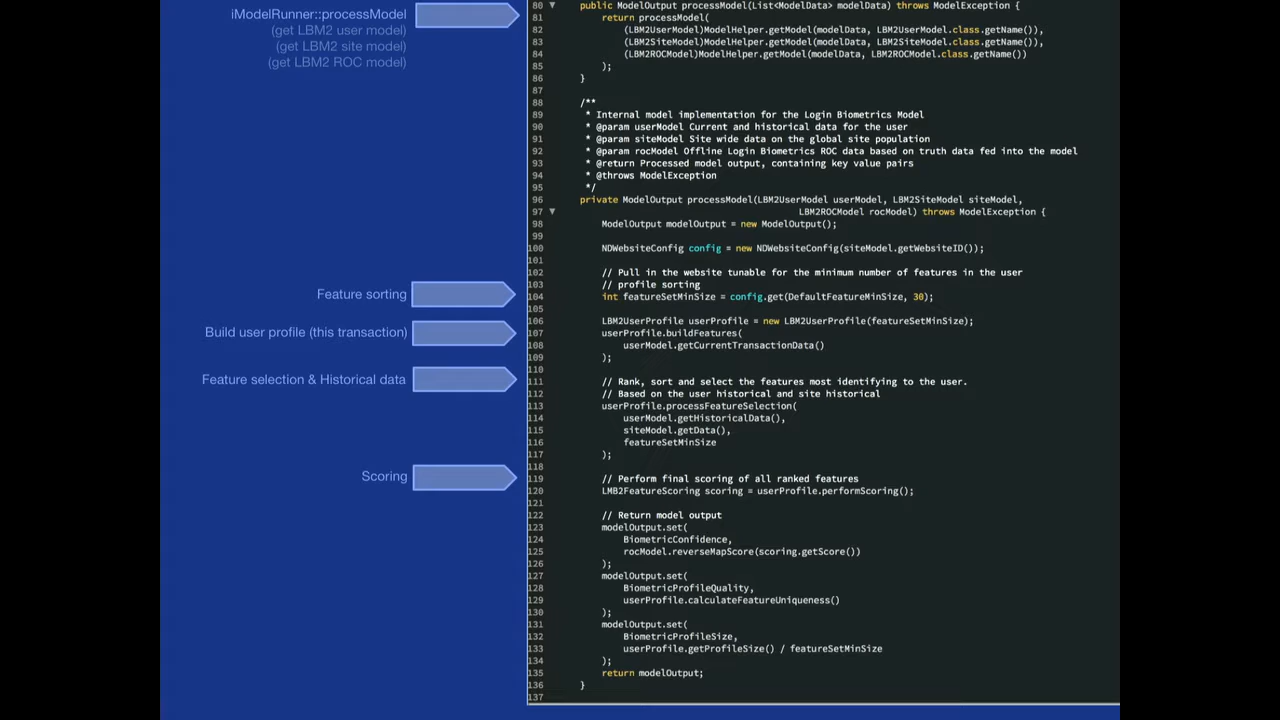 iModelRunner::processModel
(get LBM2 user model)
(get LBM2 site model)
(get LBM2 ROC model)
Feature sorting
Build user profile (this transaction)
Feature selection & Historical data
Scoring
80 ▼ public ModelOutput processModel(List<ModelData> modelData) throws ModelException {
81 return processModel(
82 (LBM2UserModel)ModelHelper.getModel(modelData, LBM2UserModel.class.getName()),
83 (LBM2SiteModel)ModelHelper.getModel(modelData, LBM2SiteModel.class.getName()),
84 (LBM2ROCModel)ModelHelper.getModel(modelData, LBM2ROCModel.class.getName())
85 );
86 }
87
88 /**
89 * Internal model implementation for the Login Biometrics Model
90 * @param userModel Current and historical data for the user
91 * @param siteModel Site wide data on the global site population
92 * @param rocModel Offline Login Biometrics ROC data based on truth data fed into the model
93 * @return Processed model output, containing key value pairs
94 * @throws ModelException
95 */
96 private ModelOutput processModel(LBM2UserModel userModel, LBM2SiteModel siteModel,
97 ▼ LBM2ROCModel rocModel) throws ModelException {
98 ModelOutput modelOutput = new ModelOutput();
99
100 NDWebsiteConfig config = new NDWebsiteConfig(siteModel.getWebsiteID());
101
102 // Pull in the website tunable for the minimum number of features in the user
103 // profile sorting
104 int featureSetMinSize = config.get(DefaultFeatureMinSize, 30);
105
106 LBM2UserProfile userProfile = new LBM2UserProfile(featureSetMinSize);
107 userProfile.buildFeatures(
108 userModel.getCurrentTransactionData()
109 );
110
111 // Rank, sort and select the features most identifying to the user.
112 // Based on the user historical and site historical
113 userProfile.processFeatureSelection(
114 userModel.getHistoricalData(),
115 siteModel.getData(),
116 featureSetMinSize
117 );
118
119 // Perform final scoring of all ranked features
120 LMB2FeatureScoring scoring = userProfile.performScoring();
121
122 // Return model output
123 modelOutput.set(
124 BiometricConfidence,
125 rocModel.reverseMapScore(scoring.getScore())
126 );
127 modelOutput.set(
128 BiometricProfileQuality,
129 userProfile.calculateFeatureUniqueness()
130 );
131 modelOutput.set(
132 BiometricProfileSize,
133 userProfile.getProfileSize() / featureSetMinSize
134 );
135 return modelOutput;
136 }
137